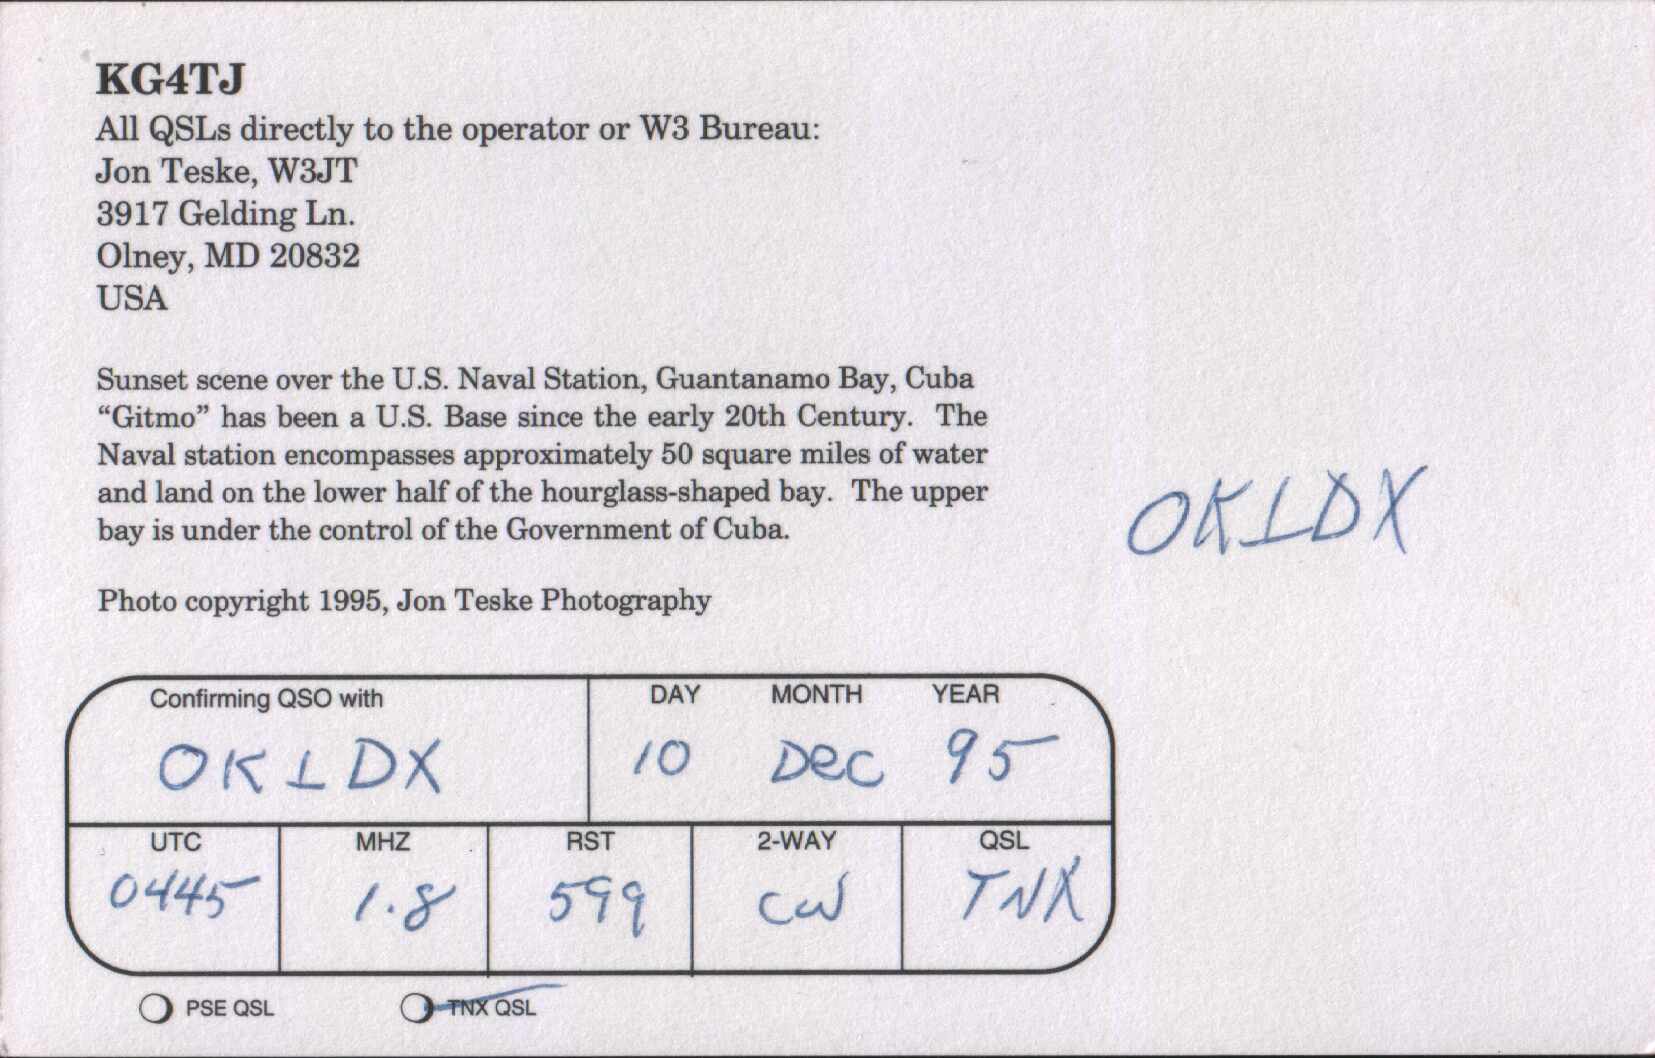 KG4TJ
All QSLs directly to the operator or W3 Bureau:
Jon Teske, W3JT
3917 Gelding Ln.
Olney, MD 20832
USA
Sunset scene over the U.S. Naval Station, Guantanamo Bay, Cuba
“Gitmo” has been a U.S. Base since the early 20th Century. The
Naval station encompasses approximately 50 square miles of water
and land on the lower half of the hourglass-shaped bay. The upper
bay is under the control of the Government of Cuba.
OK1DX
Photo copyright 1995, Jon Teske Photography
Confirming QSO with DAY MONTH YEAR
OK1DX 10 Dec 95
UTC MHZ RST 2-WAY QSL
0445 1.8 599 CW TNX
PSE QSL TNX QSL